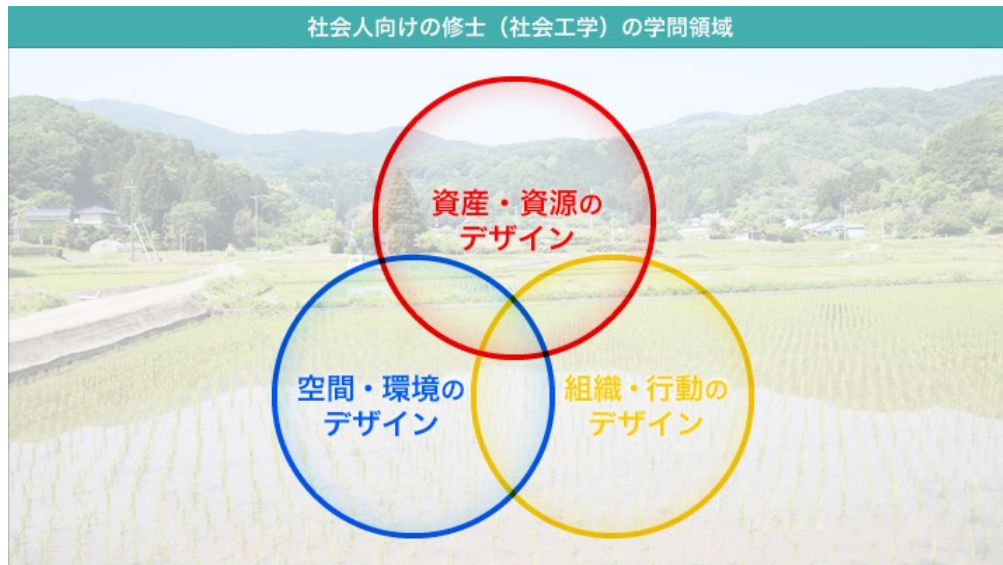 社会人向けの修士（社会工学）の学問領域
資産・資源の
デザイン
空間・環境の
デザイン
組織・行動の
デザイン